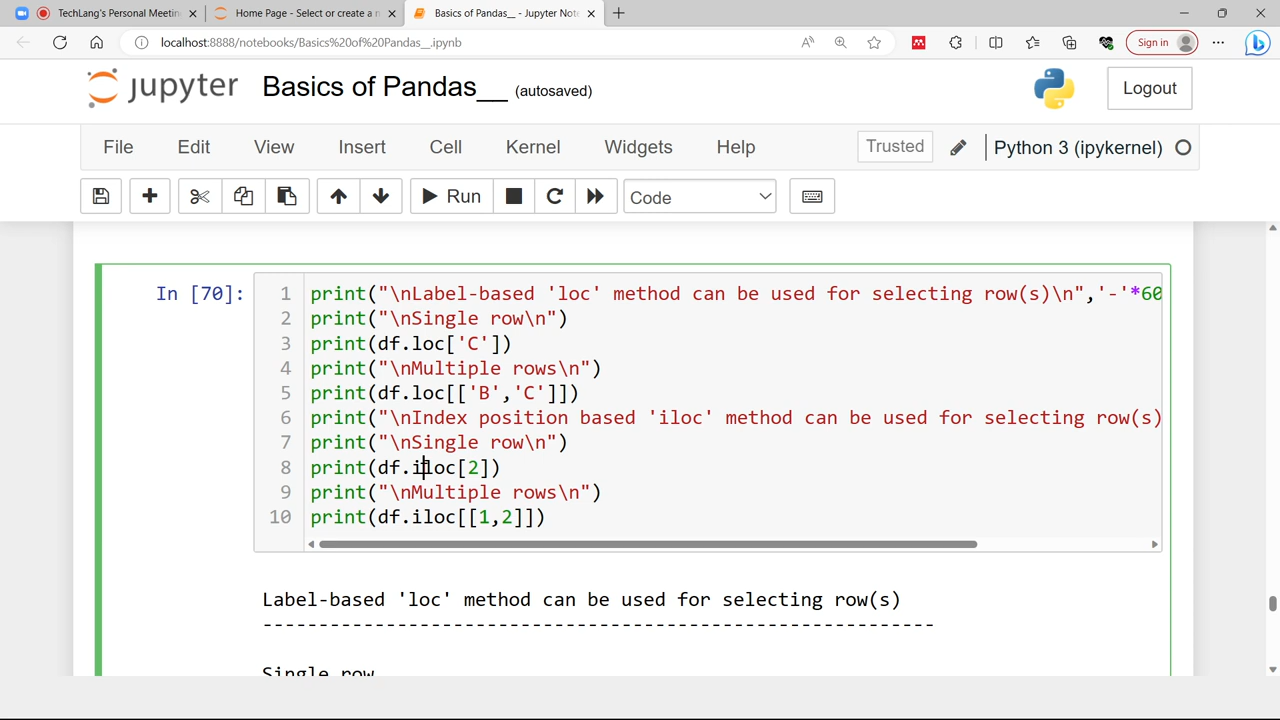 TechLang's Personal Meetin
Home Page - Select or create a n
Basics of Pandas__ - Jupyter Not
localhost:8888/notebooks/Basics%20of%20Pandas__.ipynb
Sign in
jupyter Basics of Pandas__ (autosaved)
Logout
File Edit View Insert Cell Kernel Widgets Help Trusted Python 3 (ipykernel)
Run Code
In [70]:
1 print("\nLabel-based 'loc' method can be used for selecting row(s)\n",'-'*60
2 print("\nSingle row\n")
3 print(df.loc['C'])
4 print("\nMultiple rows\n")
5 print(df.loc[['B','C']])
6 print("\nIndex position based 'iloc' method can be used for selecting row(s)
7 print("\nSingle row\n")
8 print(df.iloc[2])
9 print("\nMultiple rows\n")
10 print(df.iloc[[1,2]])
Label-based 'loc' method can be used for selecting row(s)
------------------------------------------------------------
Single row